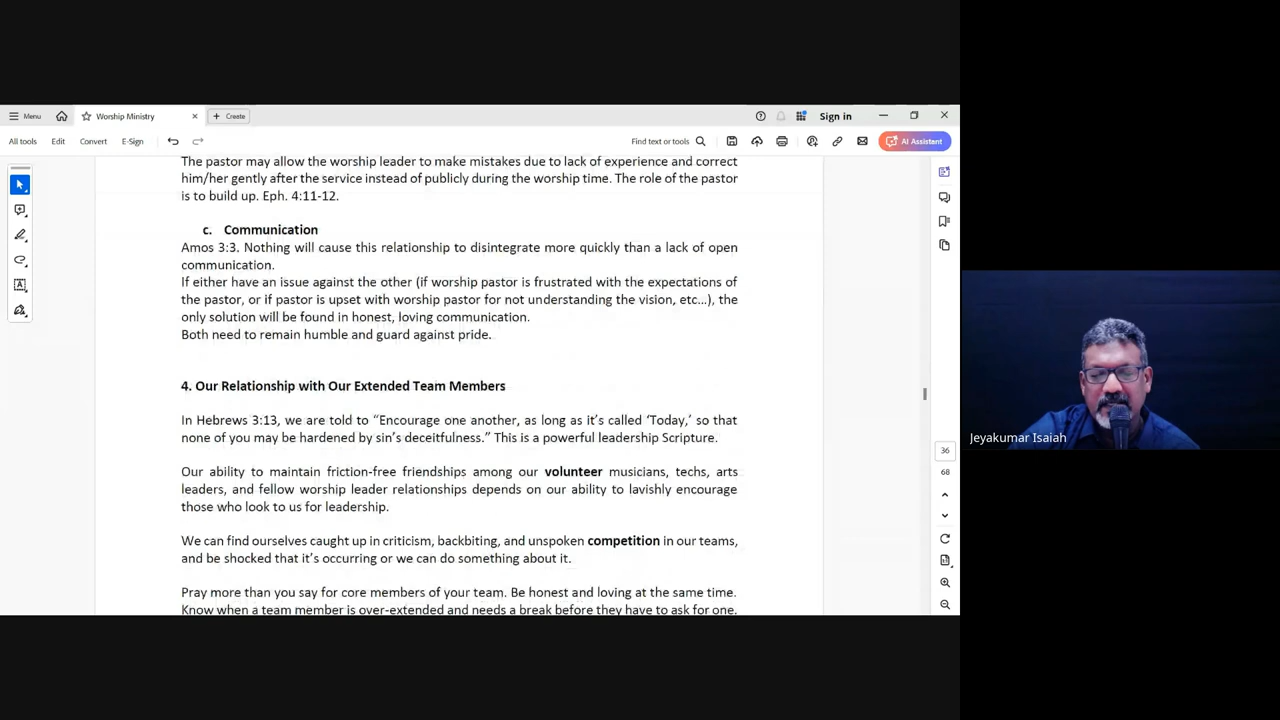 Menu
Worship Ministry
Create
Sign in
All tools
Edit
Convert
E-Sign
Find text or tools
AI Assistant
The pastor may allow the worship leader to make mistakes due to lack of experience and correct
him/her gently after the service instead of publicly during the worship time. The role of the pastor
is to build up. Eph. 4:11-12.
c. Communication
Amos 3:3. Nothing will cause this relationship to disintegrate more quickly than a lack of open
communication.
If either have an issue against the other (if worship pastor is frustrated with the expectations of
the pastor, or if pastor is upset with worship pastor for not understanding the vision, etc…), the
only solution will be found in honest, loving communication.
Both need to remain humble and guard against pride.
4. Our Relationship with Our Extended Team Members
In Hebrews 3:13, we are told to “Encourage one another, as long as it’s called ‘Today,’ so that
none of you may be hardened by sin’s deceitfulness.” This is a powerful leadership Scripture.
Our ability to maintain friction-free friendships among our volunteer musicians, techs, arts
leaders, and fellow worship leader relationships depends on our ability to lavishly encourage
those who look to us for leadership.
We can find ourselves caught up in criticism, backbiting, and unspoken competition in our teams,
and be shocked that it’s occurring or we can do something about it.
Pray more than you say for core members of your team. Be honest and loving at the same time.
Know when a team member is over-extended and needs a break before they have to ask for one.
36
68
Jeyakumar Isaiah